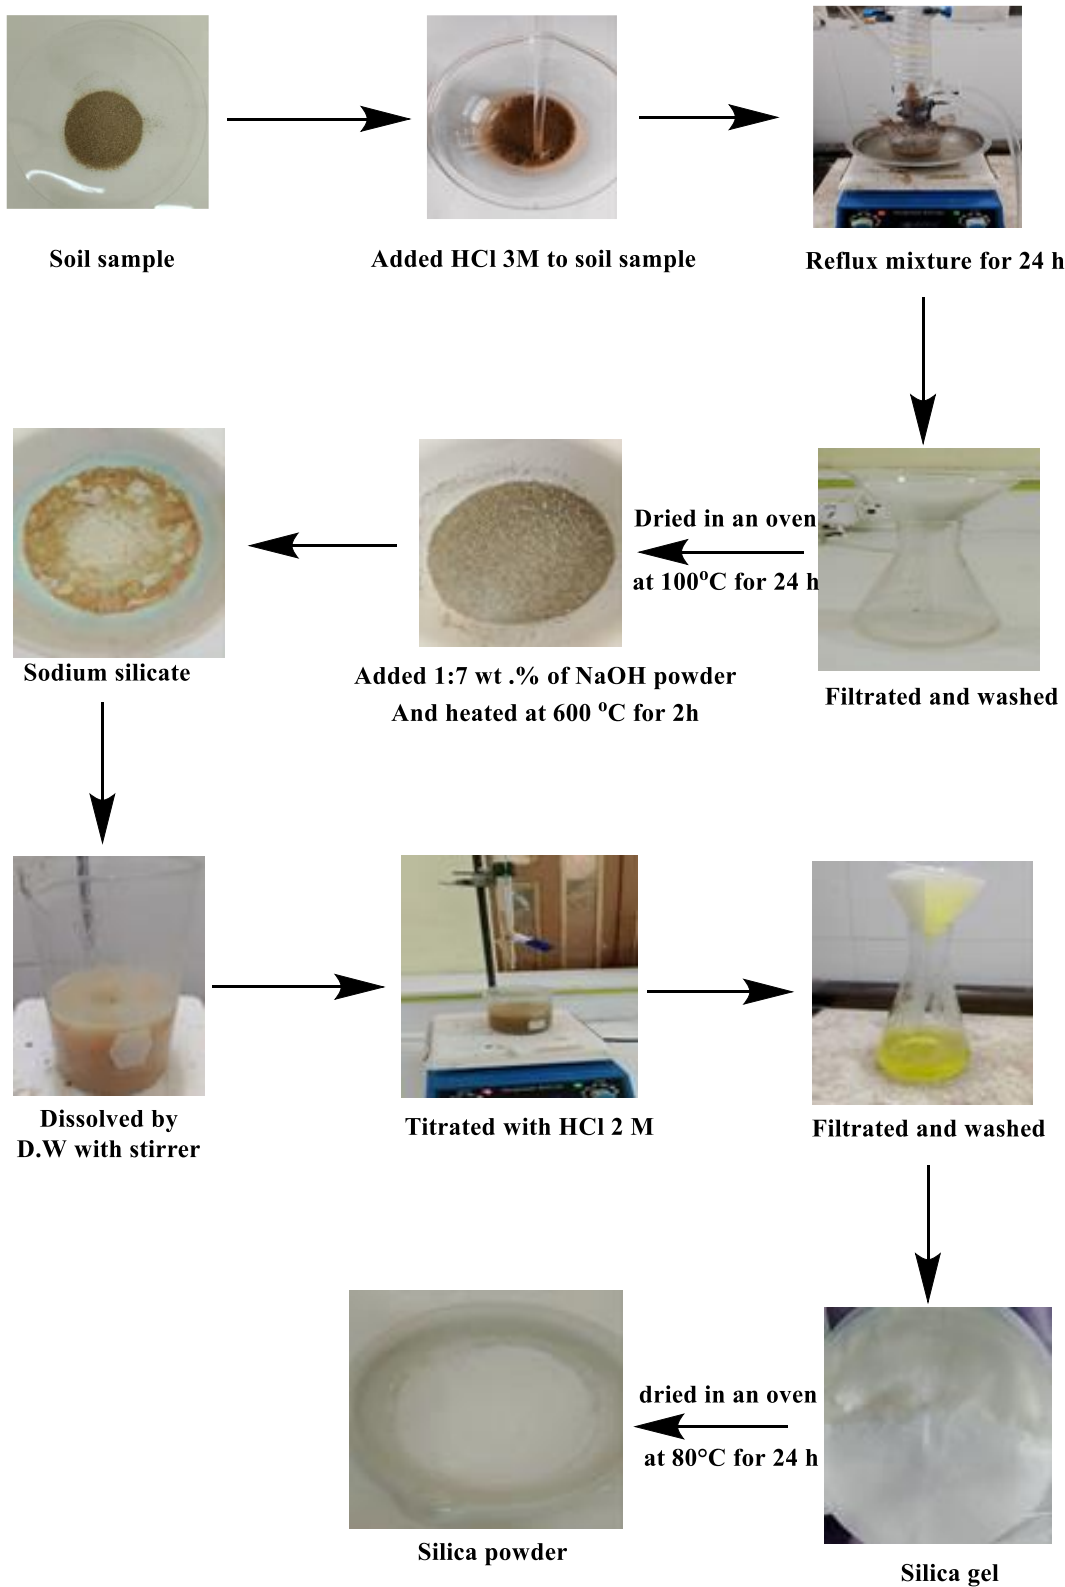 Soil sample
Added HCl 3M to soil sample
Reflux mixture for 24 h
Dried in an oven
at 100°C for 24 h
Filtrated and washed
Added 1:7 wt .% of NaOH powder
And heated at 600 °C for 2h
Sodium silicate
Dissolved by
D.W with stirrer
Titrated with HCl 2 M
Filtrated and washed
dried in an oven
at 80°C for 24 h
Silica gel
Silica powder